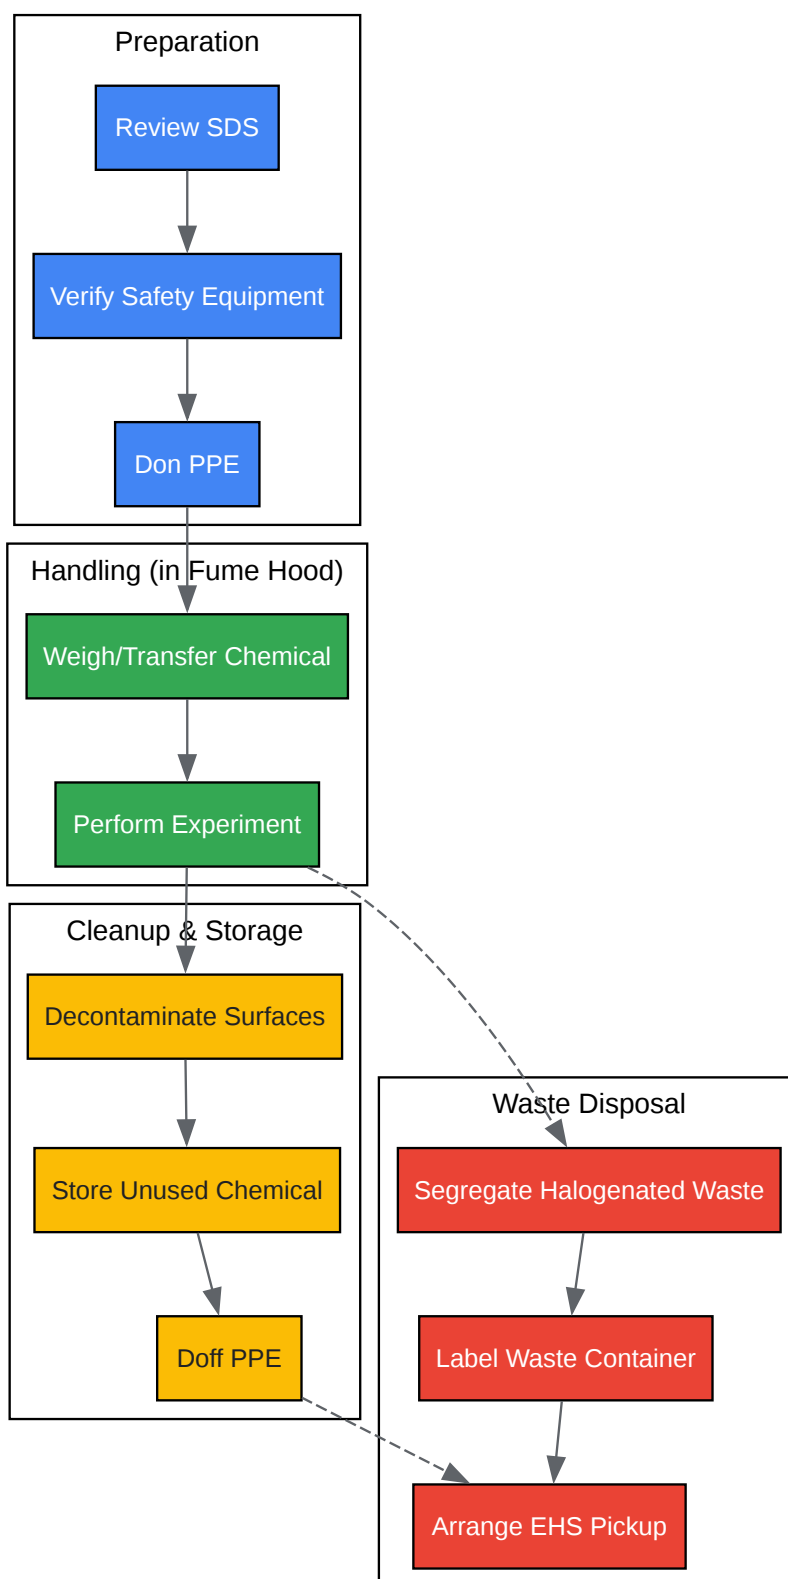 Preparation
Review SDS
Verify Safety Equipment
Don PPE
Handling (in Fume Hood)
Weigh/Transfer Chemical
Perform Experiment
Cleanup & Storage
Decontaminate Surfaces
Store Unused Chemical
Doff PPE
Waste Disposal
Segregate Halogenated Waste
Label Waste Container
Arrange EHS Pickup